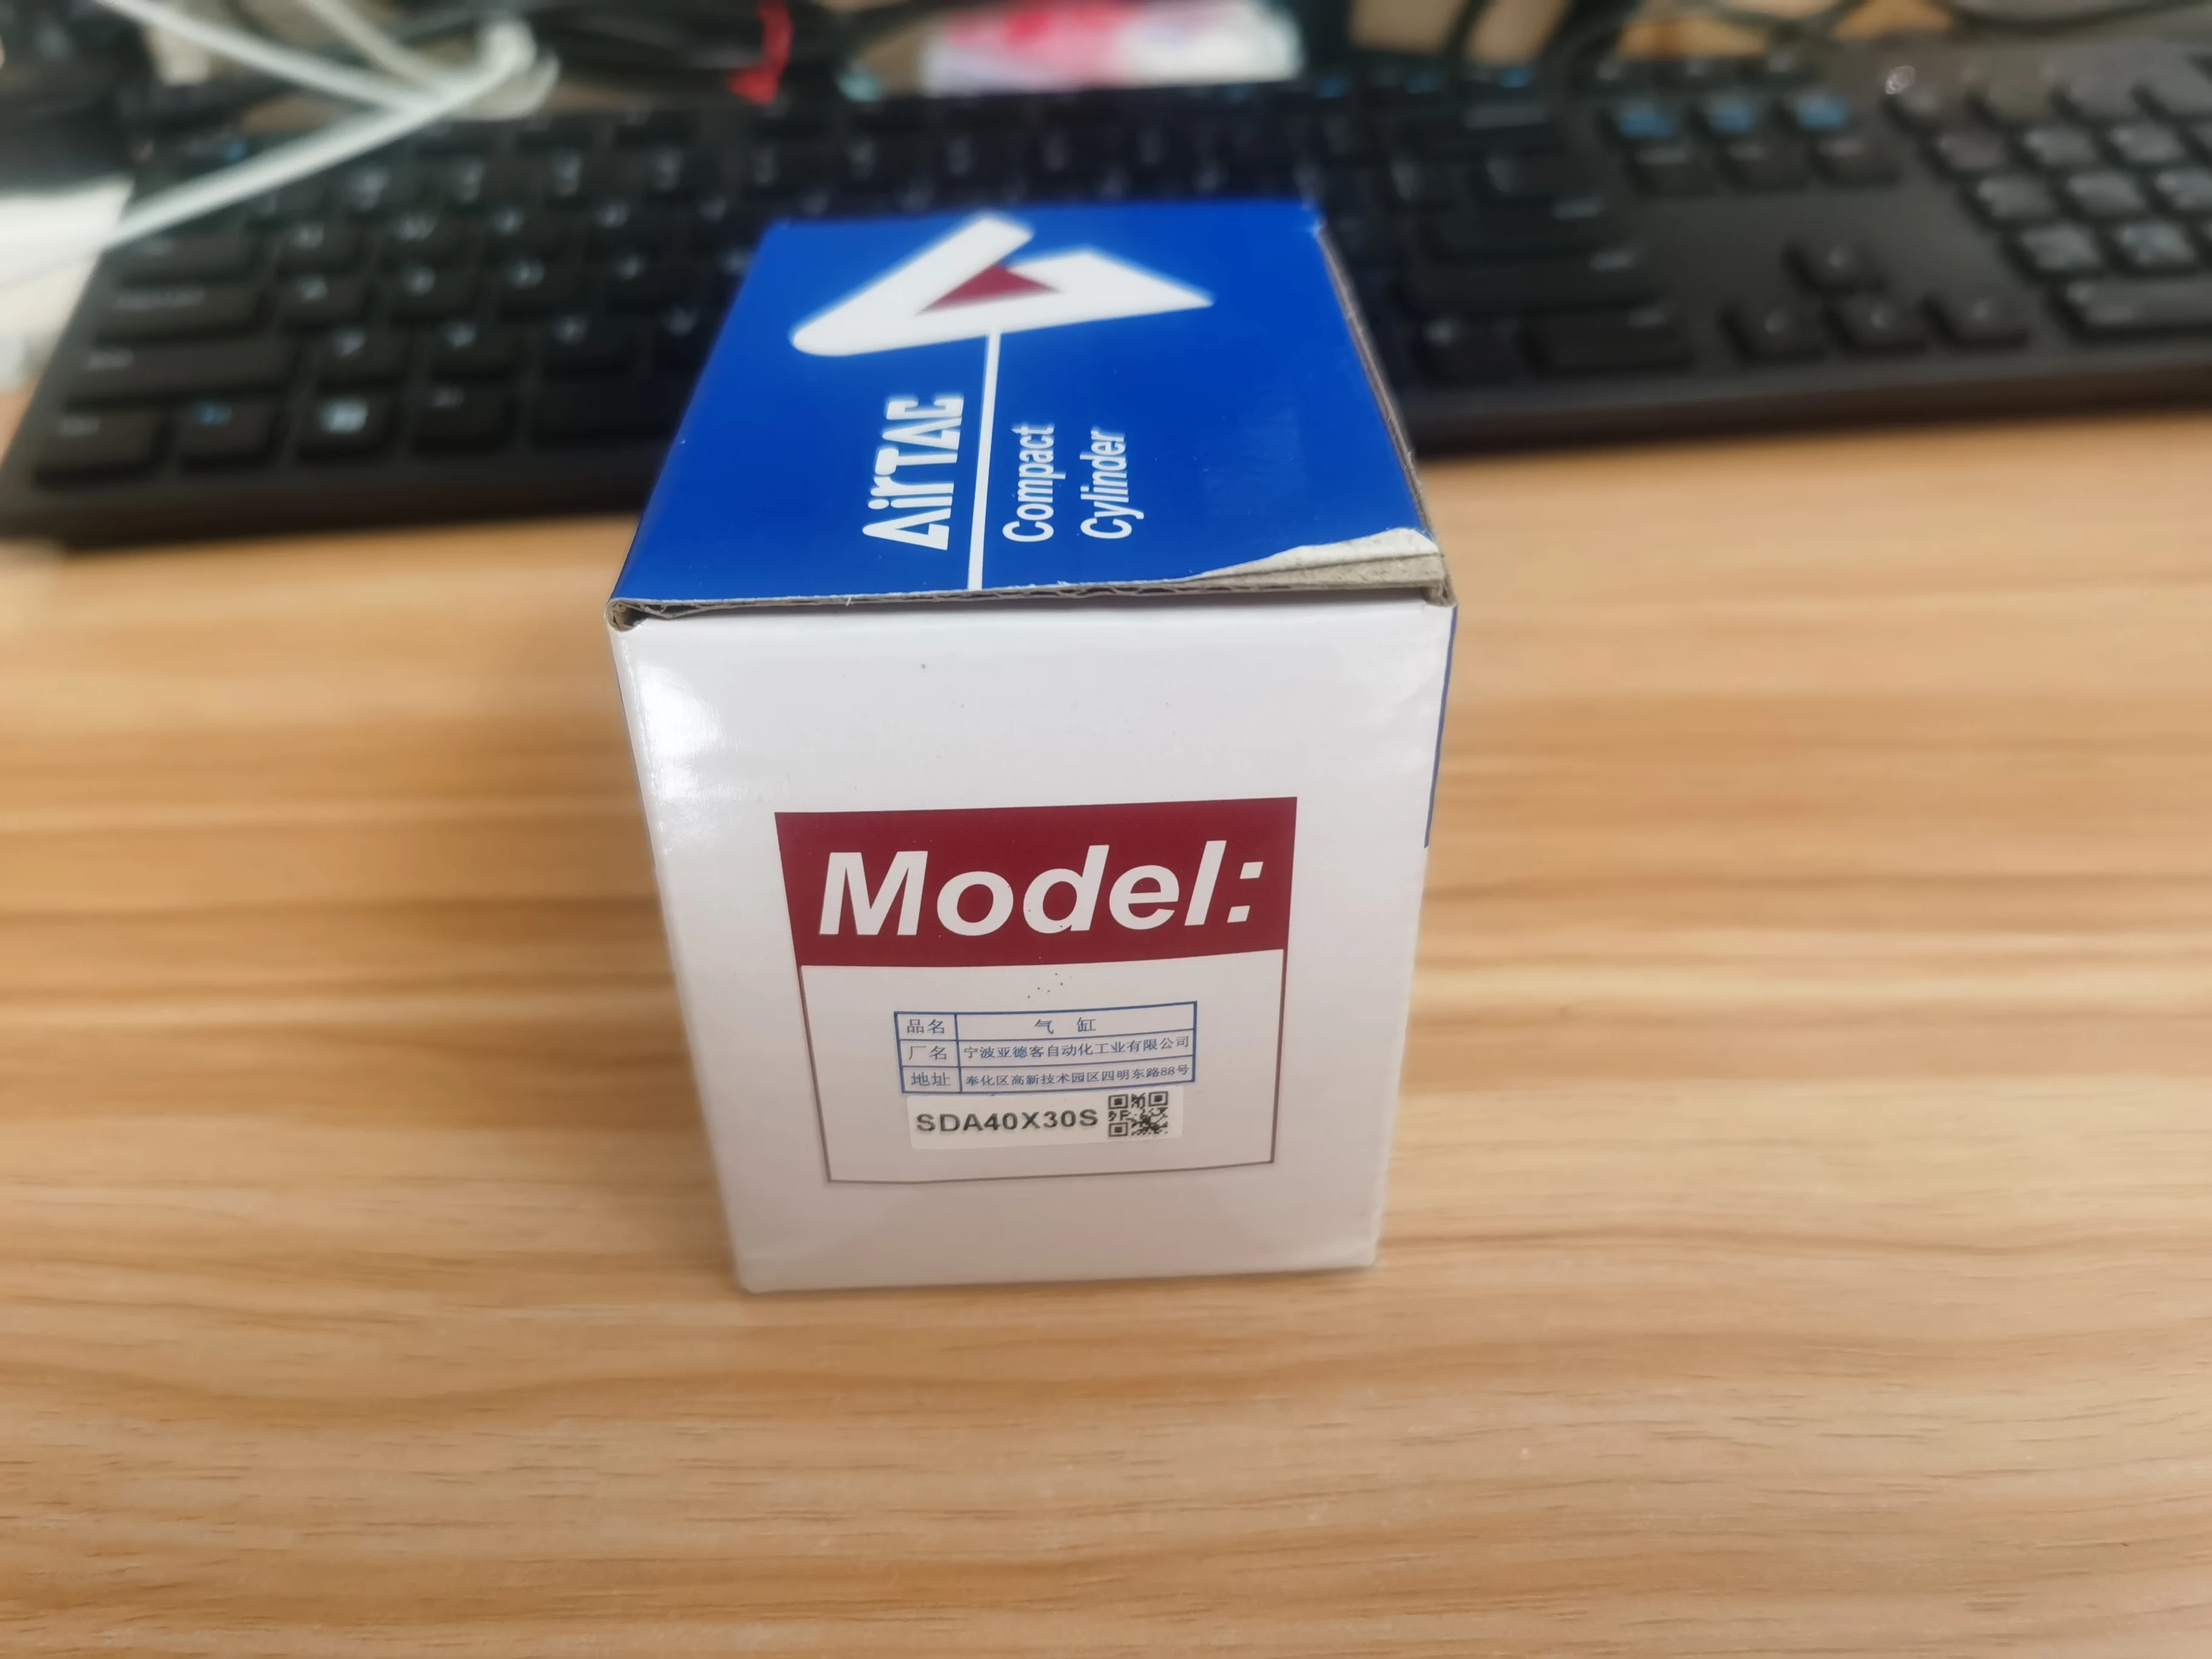 AirTAC
Compact
Cylinder
Model:
品名 气 缸
厂名 宁波亚德客自动化工业有限公司
地址 奉化区高新技术园区四明东路88号
SDA40X30S